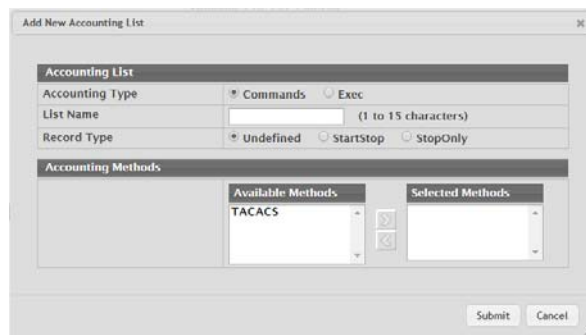 Add New Accounting List
Accounting List
Accounting Type Commands Exec
List Name (1 to 15 characters)
Record Type Undefined StartStop StopOnly
Accounting Methods
Available Methods Selected Methods
TACACS
Submit Cancel